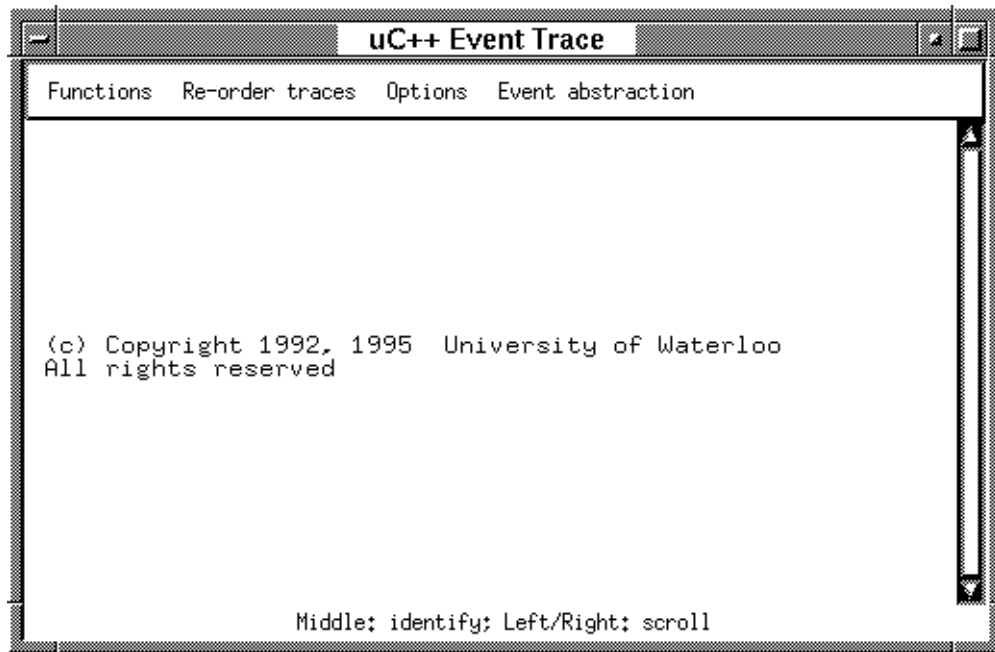 uC++ Event Trace
Functions Re-order traces Options Event abstraction
(c) Copyright 1992, 1995 University of Waterloo
All rights reserved
Middle: identify; Left/Right: scroll